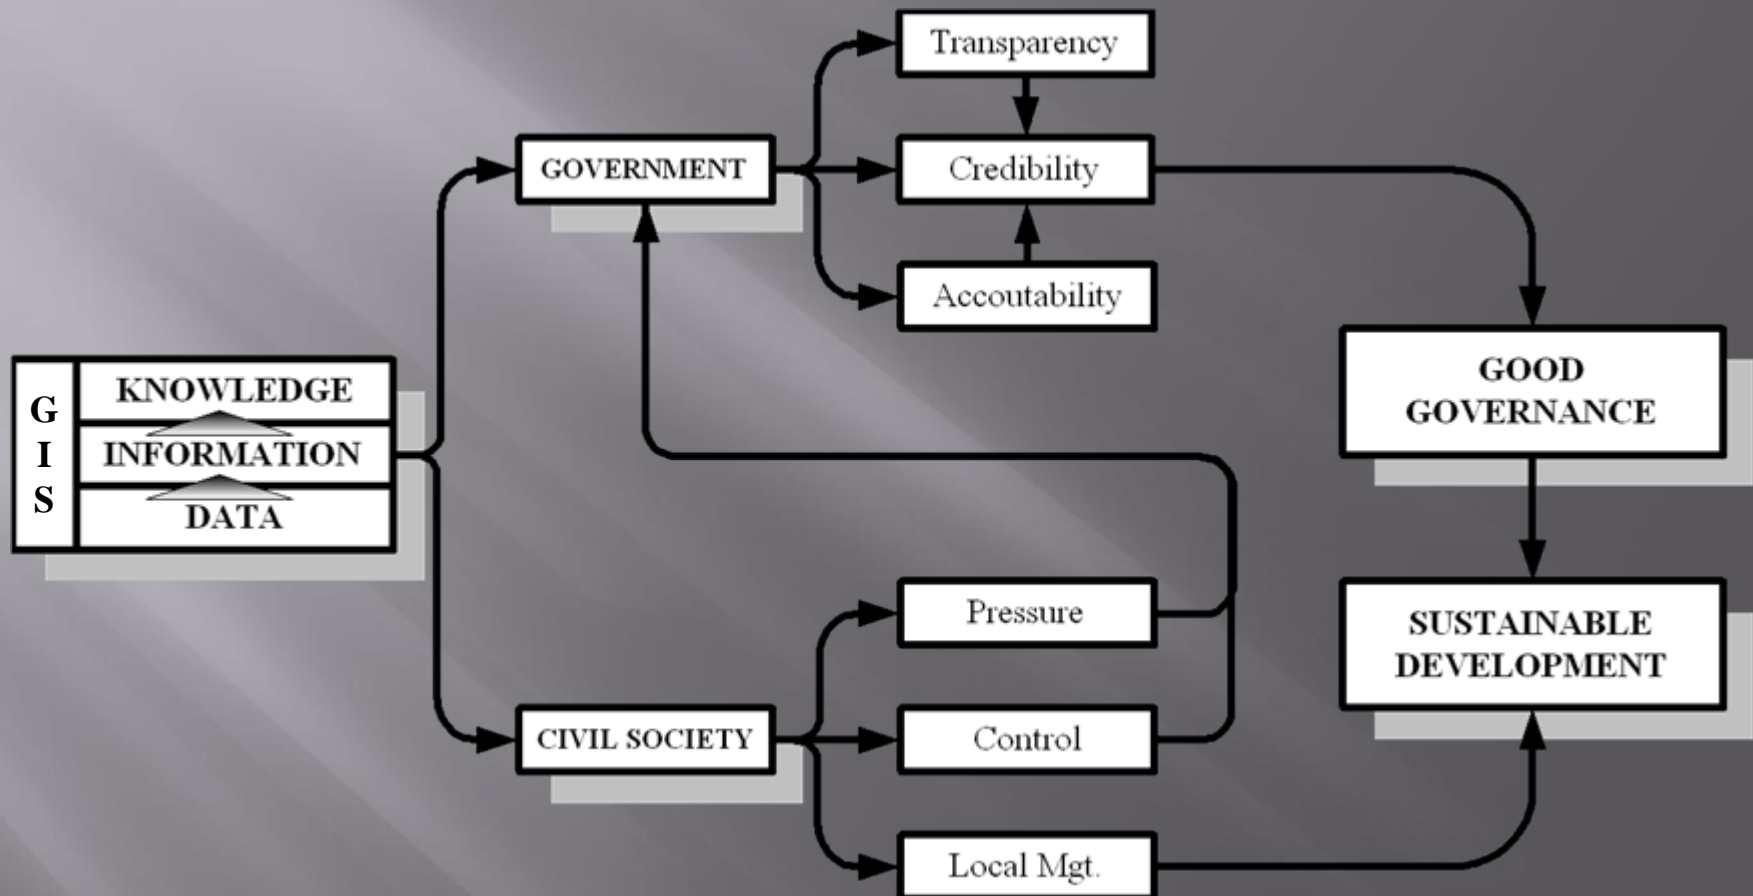 Transparency
GOVERNMENT
Credibility
Accoutability
G
I
S
KNOWLEDGE
INFORMATION
DATA
GOOD
GOVERNANCE
Pressure
SUSTAINABLE
DEVELOPMENT
CIVIL SOCIETY
Control
Local Mgt.